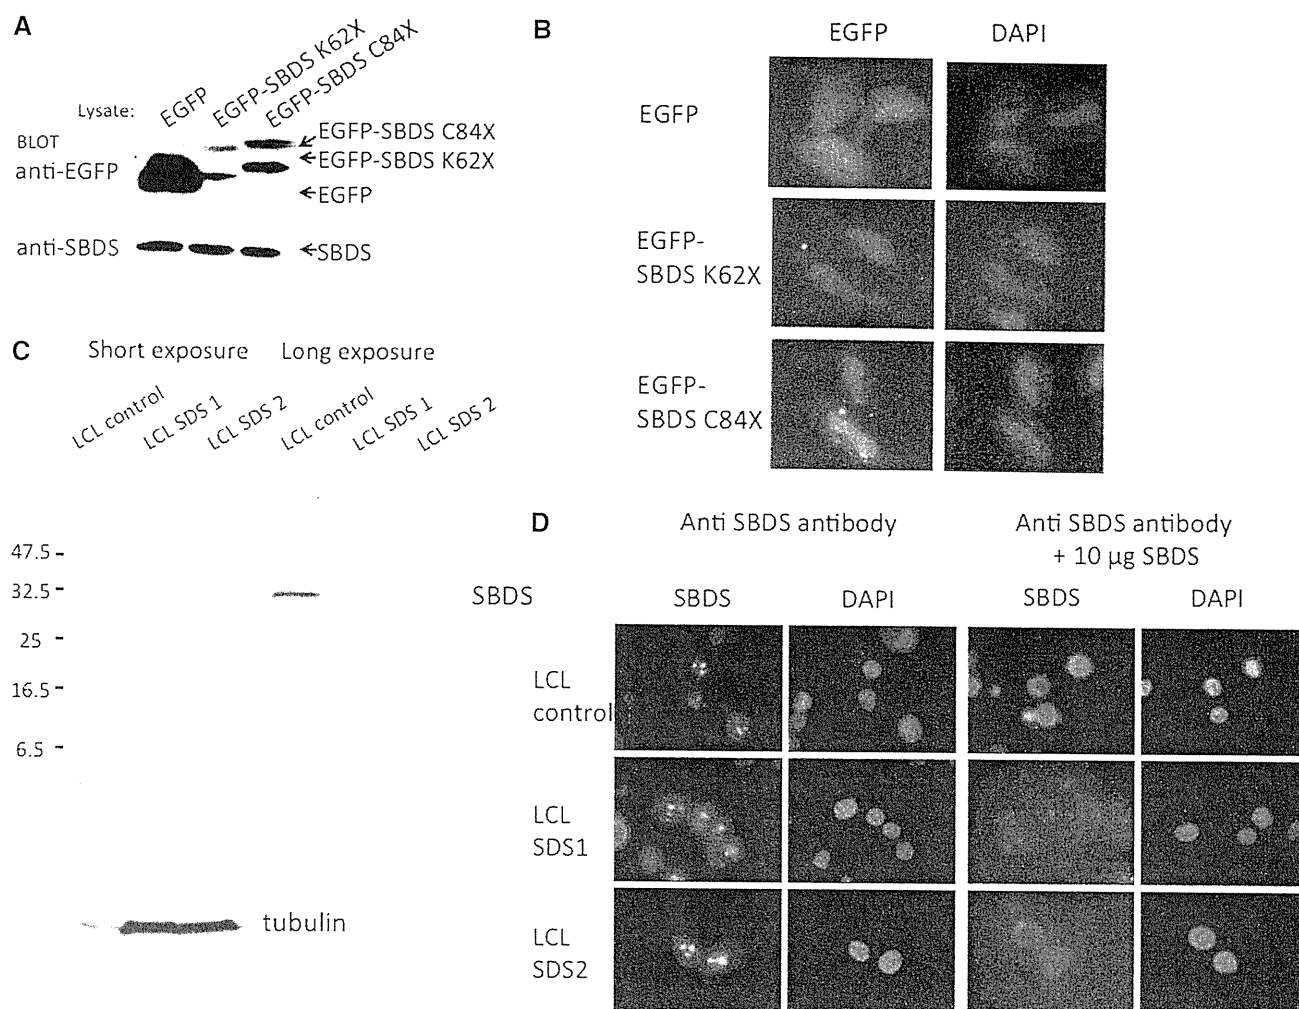 A
Lysate:
EGFP
EGFP-SBDS K62X
EGFP-SBDS C84X
BLOT
anti-EGFP
EGFP-SBDS C84X
EGFP-SBDS K62X
EGFP
anti-SBDS
SBDS
B
EGFP DAPI
EGFP
EGFP-
SBDS K62X
EGFP-
SBDS C84X
C
Short exposure Long exposure
LCL control
LCL SDS 1
LCL SDS 2
LCL control
LCL SDS 1
LCL SDS 2
47.5
32.5
25
16.5
6.5
SBDS
tubulin
D
Anti SBDS antibody
Anti SBDS antibody
+ 10 µg SBDS
SBDS DAPI SBDS DAPI
LCL
control
LCL
SDS1
LCL
SDS2